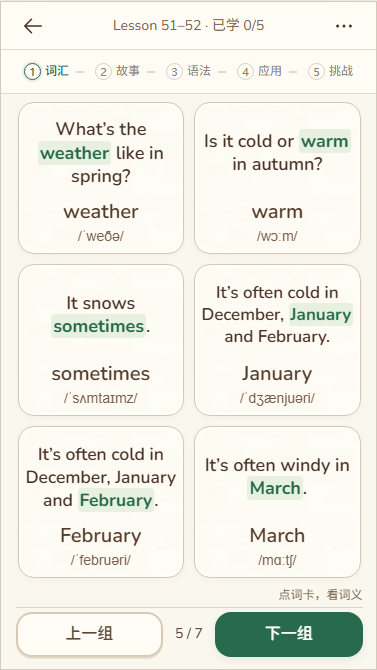 Lesson 51–52 · 已学 0/5
1 词汇 – 2 故事 – 3 语法 – 4 应用 – 5 挑战
What's the
weather like in
spring?
weather
/ˈweðə/
Is it cold or warm
in autumn?
warm
/wɔːm/
It snows
sometimes.
sometimes
/ˈsʌmtaɪmz/
It's often cold in
December, January
and February.
January
/ˈdʒænjuəri/
It's often cold in
December, January
and February.
February
/ˈfebruəri/
It's often windy in
March.
March
/mɑːtʃ/
点词卡，看词义
上一组
5 / 7
下一组